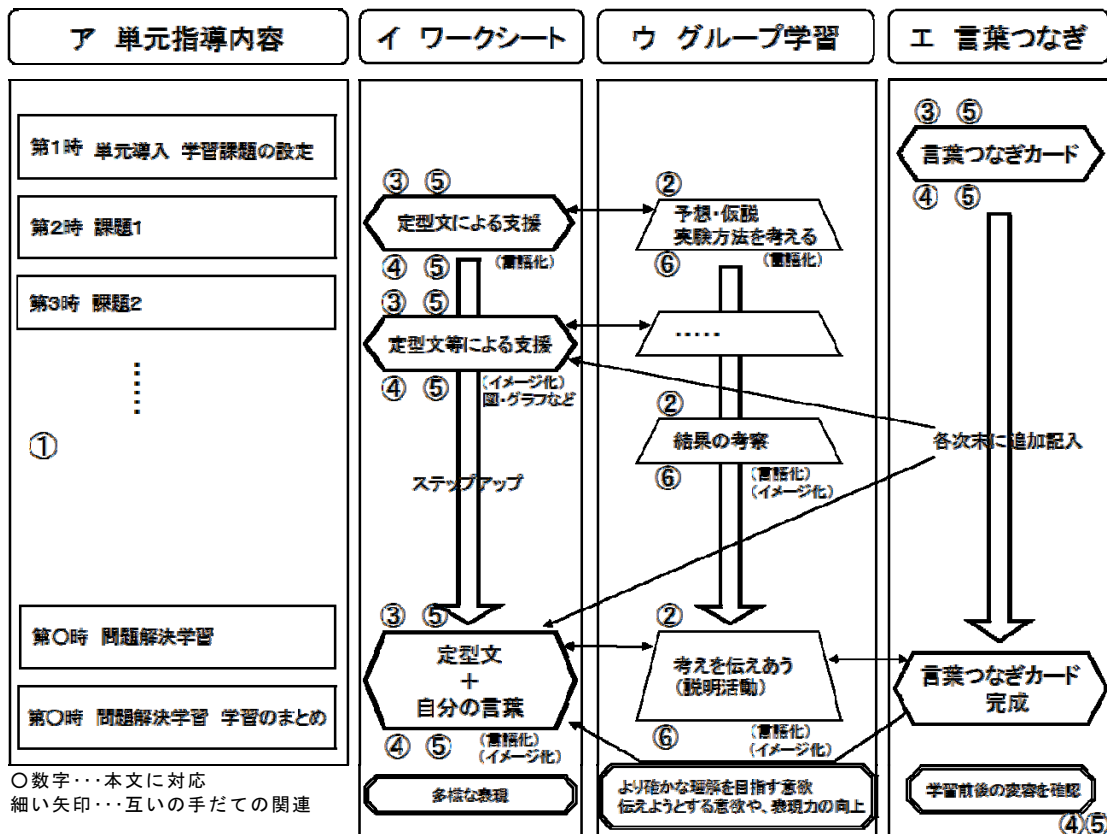 ア 単元指導内容
第1時 単元導入 学習課題の設定
第2時 課題1
第3時 課題2
・・・・・
①
第〇時 問題解決学習
第〇時 問題解決学習 学習のまとめ
〇数字・・・本文に対応
細い矢印・・・互いの手だての関連
イ ワークシート
③ ⑤
定型文による支援
④ ⑤ (言語化)
③ ⑤
定型文等による支援
④ ⑤ (イメージ化)
図・グラフなど
ステップアップ
③ ⑤
定型文
+
自分の言葉
④ ⑤ (言語化)
(イメージ化)
多様な表現
ウ グループ学習
②
予想・仮説
実験方法を考える
⑥ (言語化)
・・・・・
②
結果の考察
⑥ (言語化)
(イメージ化)
②
考えを伝えあう
(説明活動)
⑥ (言語化)
(イメージ化)
より確かな理解を目指す意欲
伝えようとする意欲や、表現力の向上
エ 言葉つなぎ
③ ⑤
言葉つなぎカード
④ ⑤
各次末に追加記入
言葉つなぎカード
完成
学習前後の変容を確認
④⑤